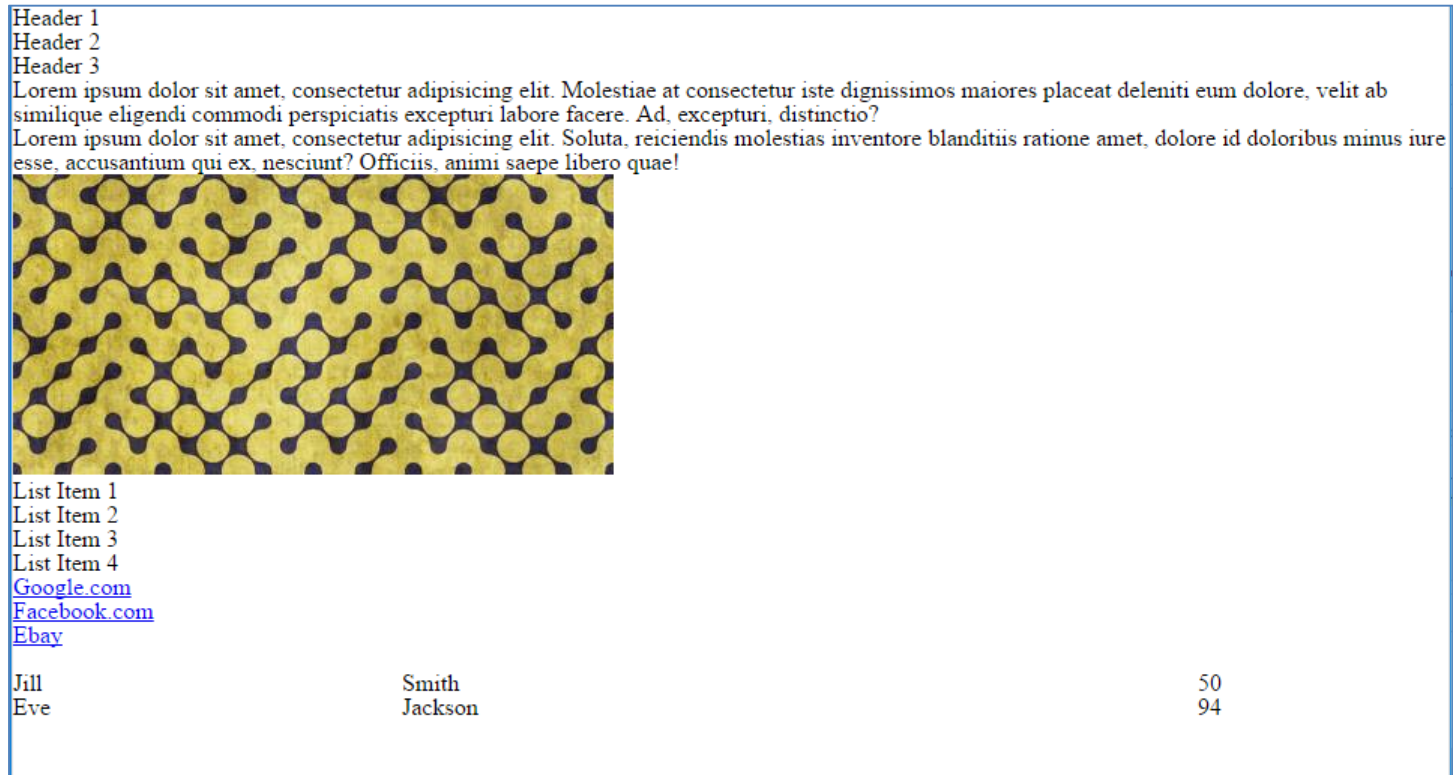 Header 1
Header 2
Header 3
Lorem ipsum dolor sit amet, consectetur adipisicing elit. Molestiae at consectetur iste dignissimos maiores placeat deleniti eum dolore, velit ab
similique eligendi commodi perspiciatis excepturi labore facere. Ad, excepturi, distinctio?
Lorem ipsum dolor sit amet, consectetur adipisicing elit. Soluta, reiciendis molestias inventore blanditiis ratione amet, dolore id doloribus minus iure
esse, accusantium qui ex, nesciunt? Officiis, animi saepe libero quae!
List Item 1
List Item 2
List Item 3
List Item 4
Google.com
Facebook.com
Ebay
Jill Smith 50
Eve Jackson 94